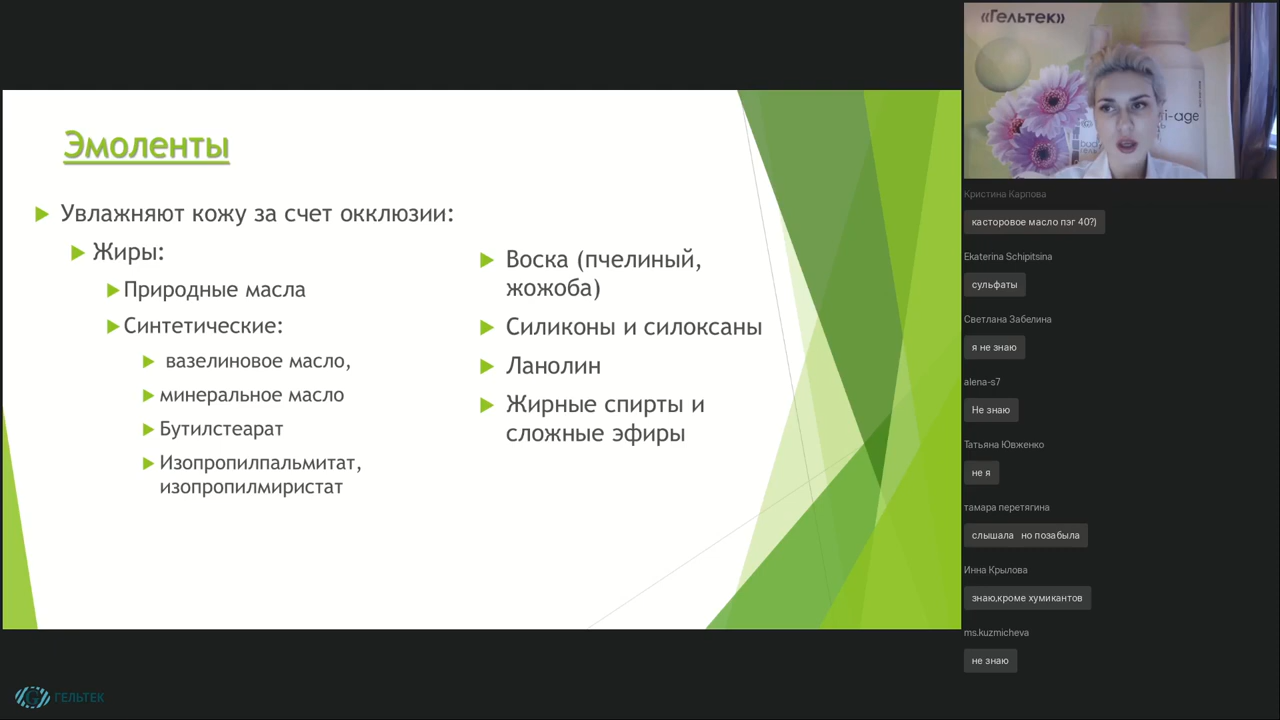 Эмоленты
Увлажняют кожу за счет окклюзии:
Жиры:
Природные масла
Синтетические:
вазелиновое масло,
минеральное масло
Бутилстеарат
Изопропилпальмитат,
изопропилмиристат
Воска (пчелиный,
жожоба)
Силиконы и силоксаны
Ланолин
Жирные спирты и
сложные эфиры
«Гельтек»
ti-age
Кристина Карпова
касторовое масло пэг 40?)
Ekaterina Schipitsina
сульфаты
Светлана Забелина
я не знаю
alena-s7
Не знаю
Татьяна Ювженко
не я
тамара перетягина
слышала но позабыла
Инна Крылова
знаю,кроме хумикантов
ms.kuzmicheva
не знаю
ГЕЛЬТЕК